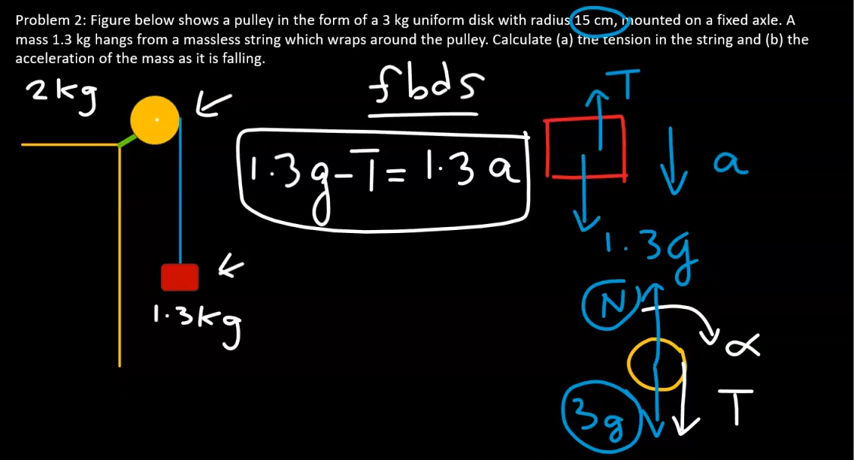 Problem 2: Figure below shows a pulley in the form of a 3 kg uniform disk with radius 15 cm, mounted on a fixed axle. A
mass 1.3 kg hangs from a massless string which wraps around the pulley. Calculate (a) the tension in the string and (b) the
acceleration of the mass as it is falling.
fbds
2kg
T
1.3g-T= 1.3a
a
1.3g
N
1.3kg
α
3g
T